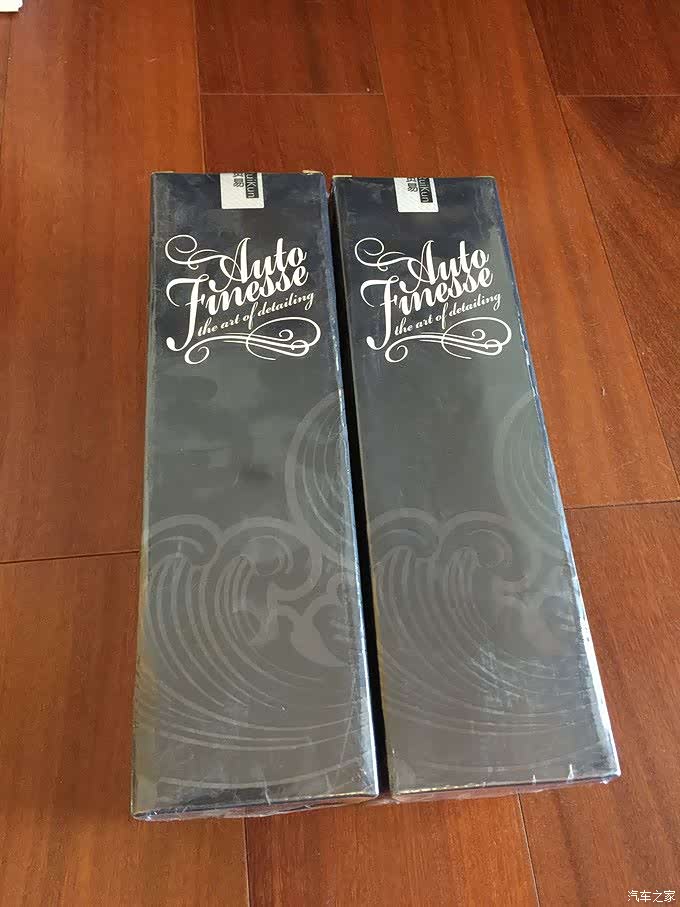 Auto
Finesse
the art of detailing
Auto
Finesse
the art of detailing
汽车之家